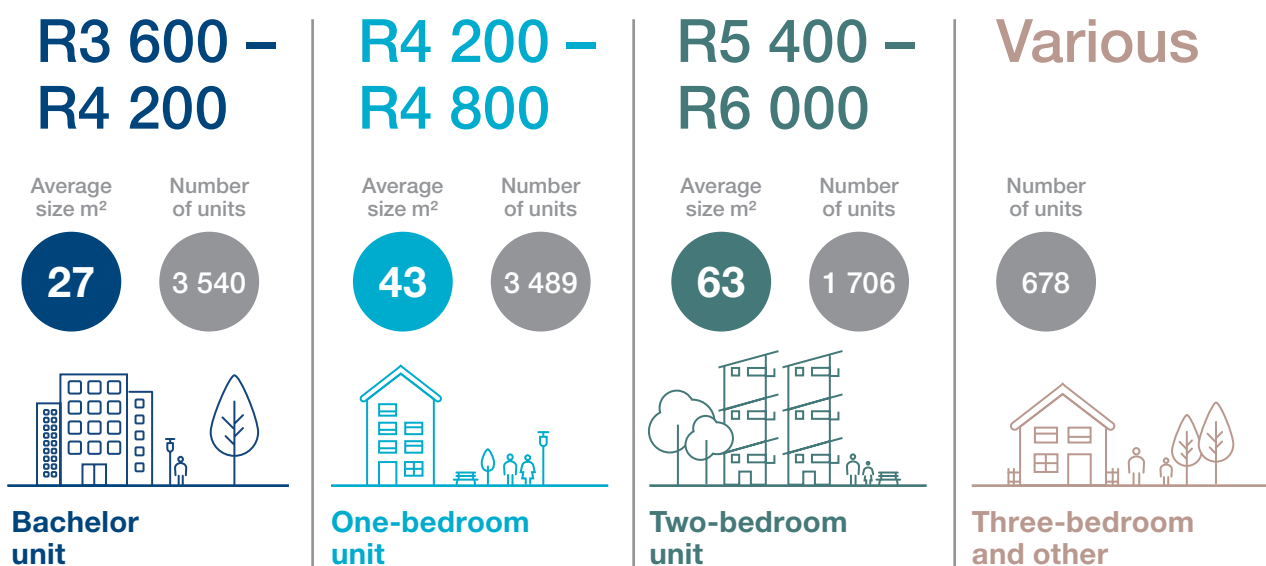 R3 600 –
R4 200
Average
size m²
Number
of units
27
3 540
Bachelor
unit
R4 200 –
R4 800
Average
size m²
Number
of units
43
3 489
One-bedroom
unit
R5 400 –
R6 000
Average
size m²
Number
of units
63
1 706
Two-bedroom
unit
Various
Number
of units
678
Three-bedroom
and other